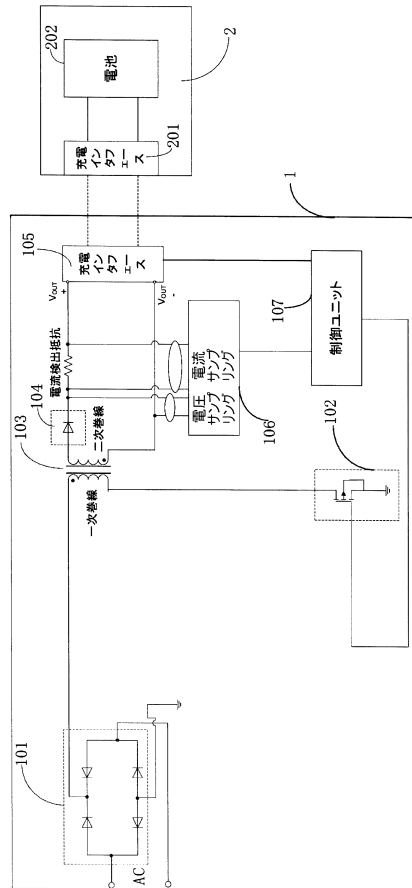 101
AC
103
104
一次巻線
二次巻線
電流検出抵抗
105
V_OUT
+
充電
インタ
フェー
ス
V_OUT
-
電圧
サンプ
リング
電流
サンプ
リング
106
102
107
制御ユニット
1
充電
インタ
フェー
ス
201
202
電池
2